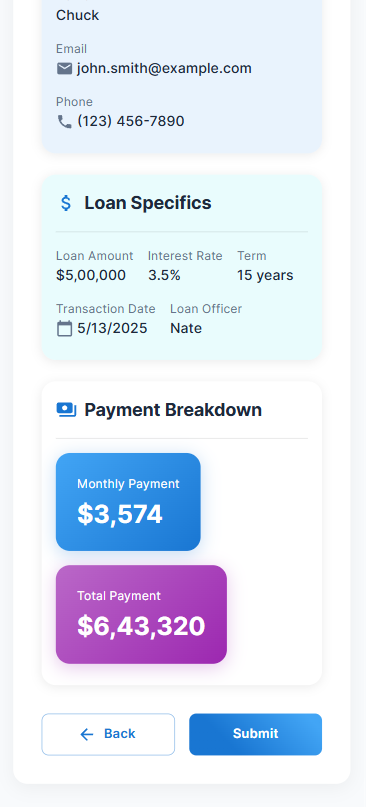 Chuck
Email
john.smith@example.com
Phone
(123) 456-7890
Loan Specifics
Loan Amount Interest Rate Term
$5,00,000 3.5% 15 years
Transaction Date Loan Officer
5/13/2025 Nate
Payment Breakdown
Monthly Payment
$3,574
Total Payment
$6,43,320
Back Submit